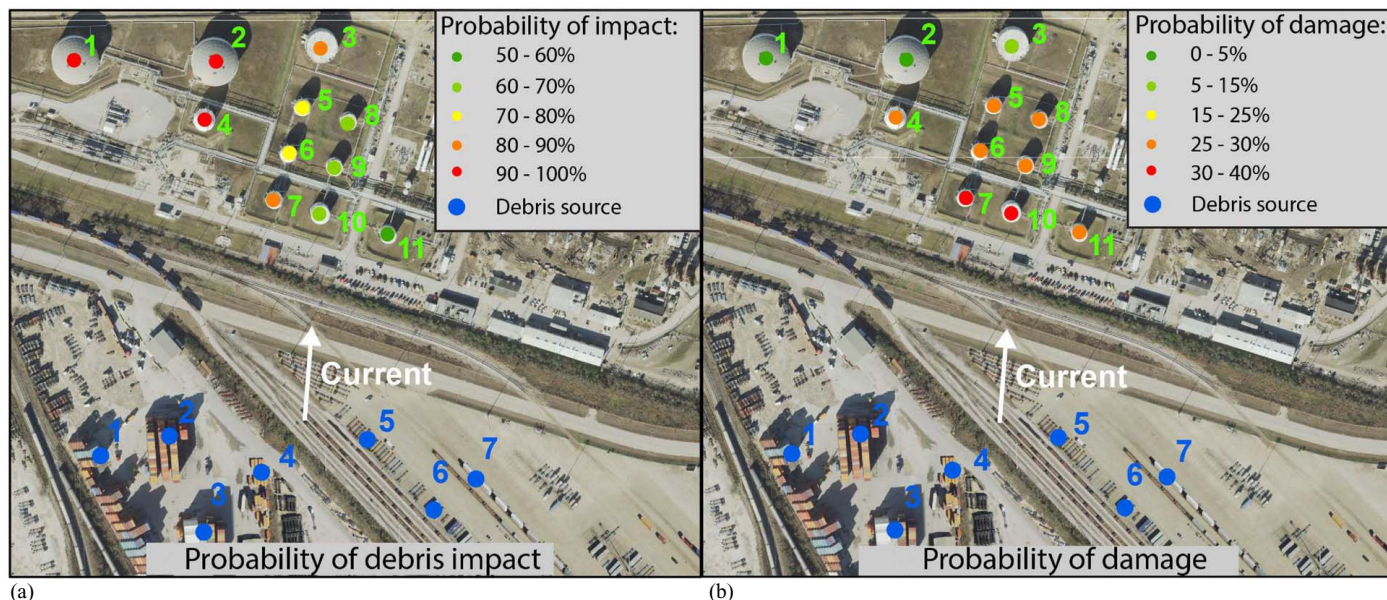 Probability of impact:
50 - 60%
60 - 70%
70 - 80%
80 - 90%
90 - 100%
Debris source
1
2
3
4
5
6
7
8
9
10
11
Current
1
2
3
4
5
6
7
Probability of debris impact
(a)
Probability of damage:
0 - 5%
5 - 15%
15 - 25%
25 - 30%
30 - 40%
Debris source
1
2
3
4
5
6
7
8
9
10
11
Current
1
2
3
4
5
6
7
Probability of damage
(b)